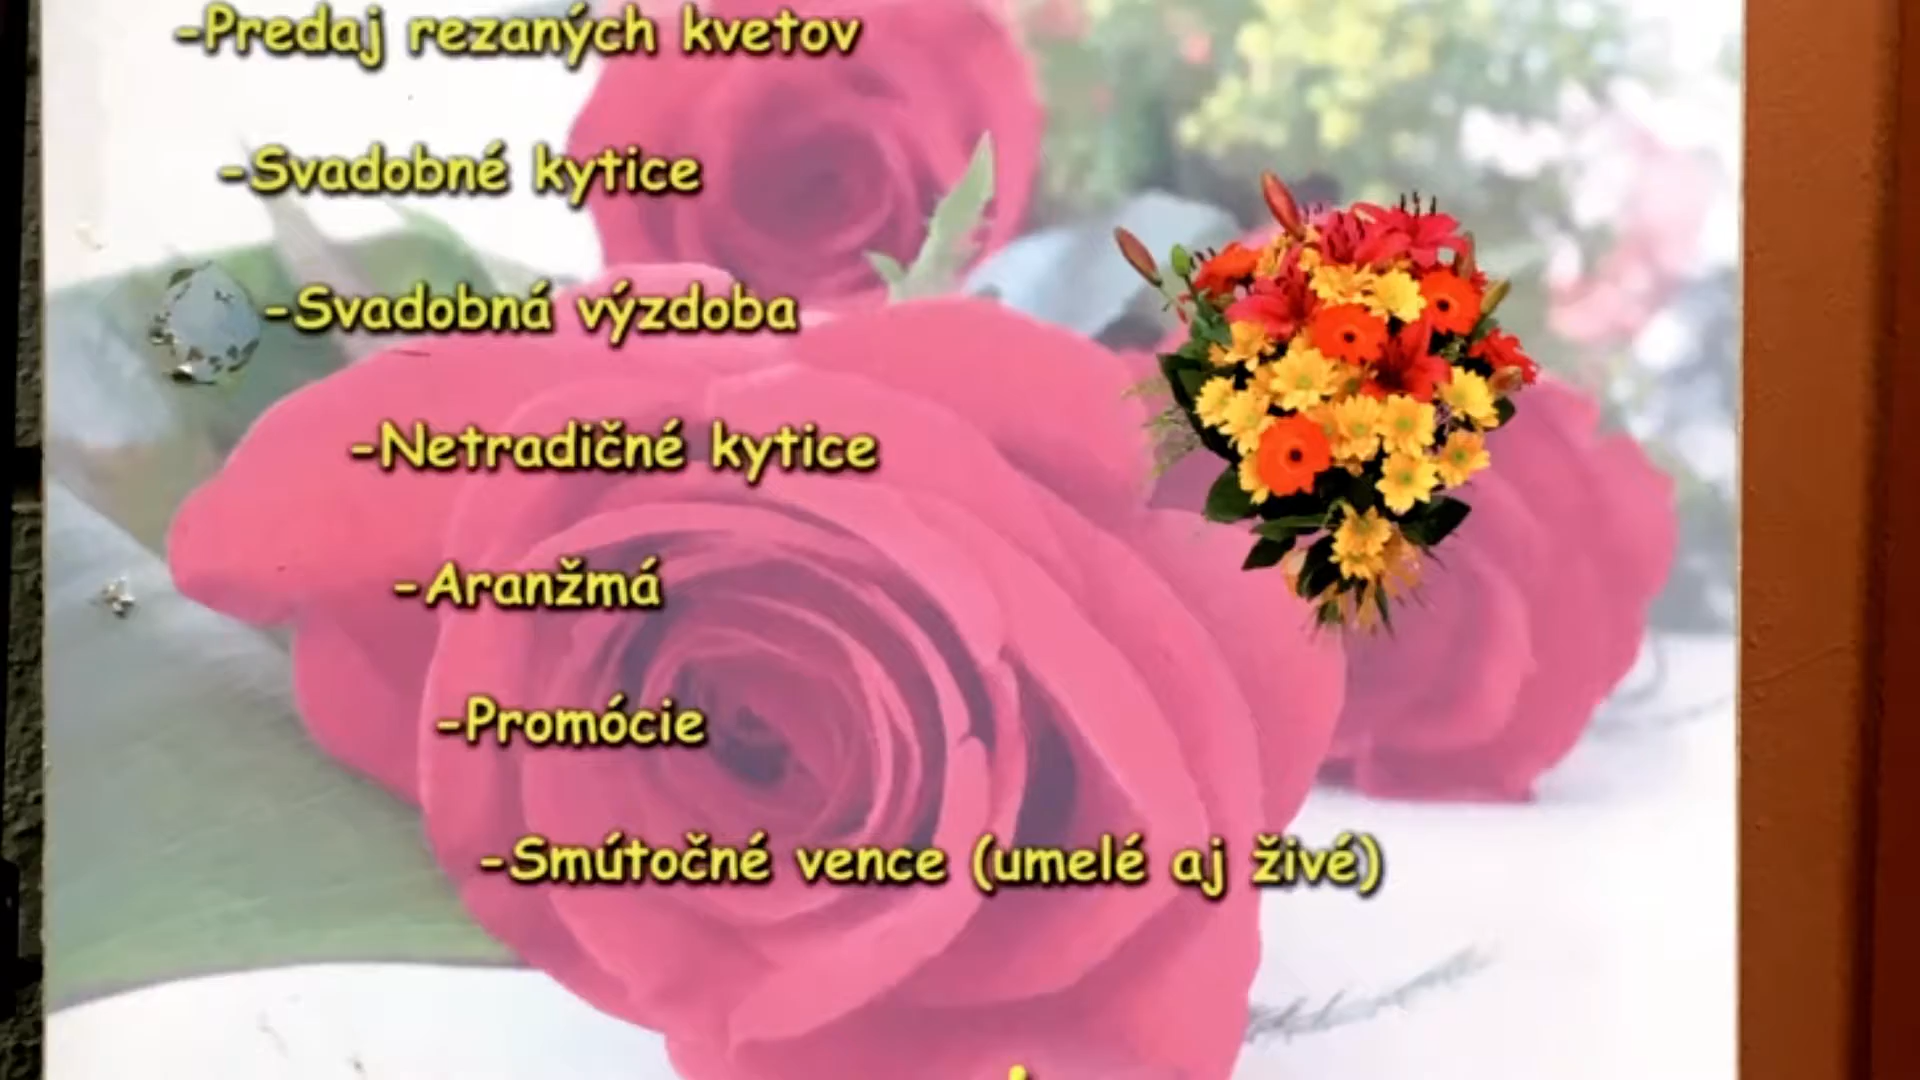 -Predaj rezaných kvetov
-Svadobné kytice
-Svadobná výzdoba
-Netradičné kytice
-Aranžmá
-Promócie
-Smútočné vence (umelé aj živé)